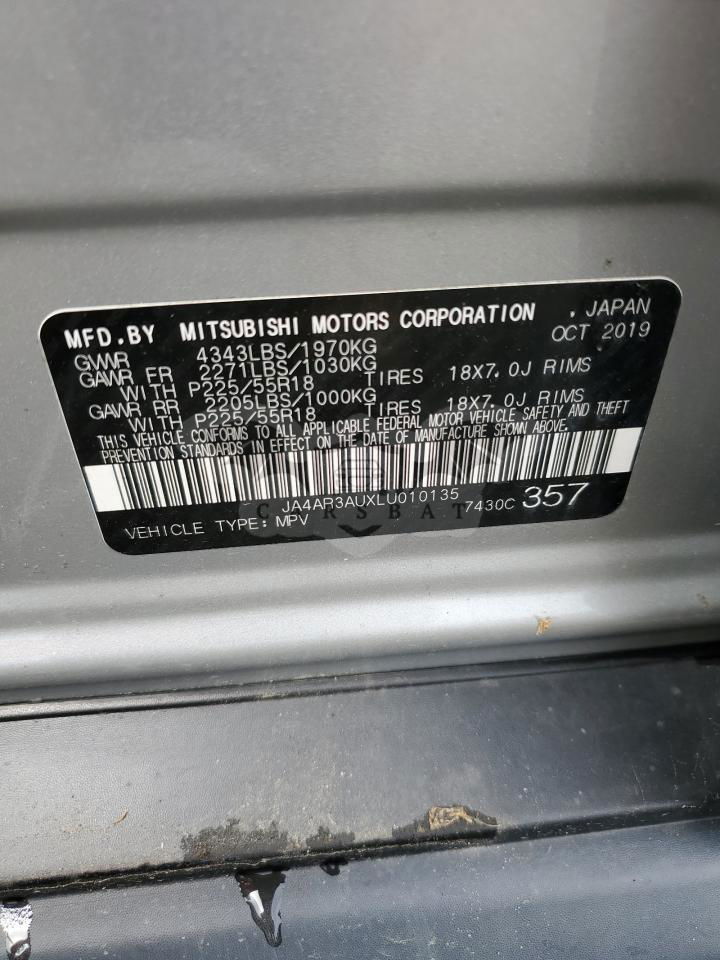 MFD.BY MITSUBISHI MOTORS CORPORATION , JAPAN
GVWR 4343LBS/1970KG OCT 2019
GAWR FR 2271LBS/1030KG
WITH P225/55R18 TIRES 18X7.0J RIMS
GAWR RR 2205LBS/1000KG
WITH P225/55R18 TIRES 18X7.0J RIMS
THIS VEHICLE CONFORMS TO ALL APPLICABLE FEDERAL MOTOR VEHICLE SAFETY AND THEFT
PREVENTION STANDARDS IN EFFECT ON THE DATE OF MANUFACTURE SHOWN ABOVE.
JA4AR3AUXLU010135
7430C 357
CARSBAT
VEHICLE TYPE: MPV